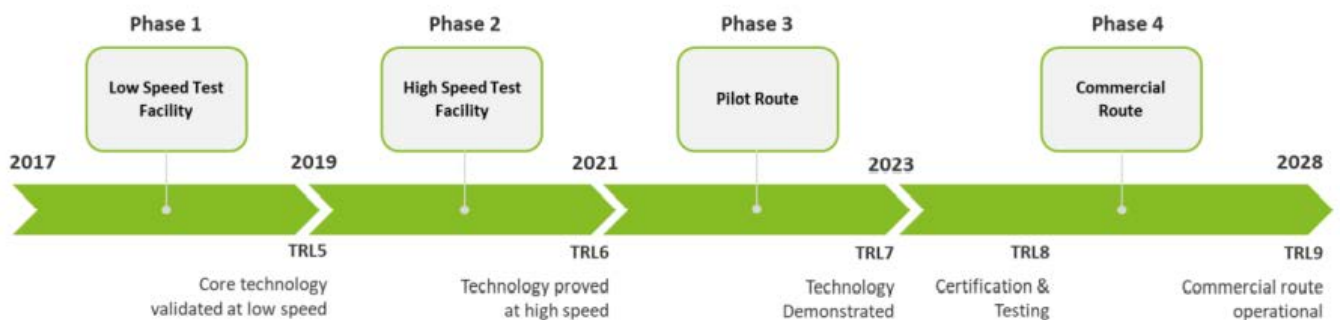 Phase 1
Phase 2
Phase 3
Phase 4
Low Speed Test
Facility
High Speed Test
Facility
Pilot Route
Commercial
Route
2017
2019
2021
2023
2028
TRL5
TRL6
TRL7
TRL8
TRL9
Core technology
validated at low speed
Technology proved
at high speed
Technology
Demonstrated
Certification &
Testing
Commercial route
operational